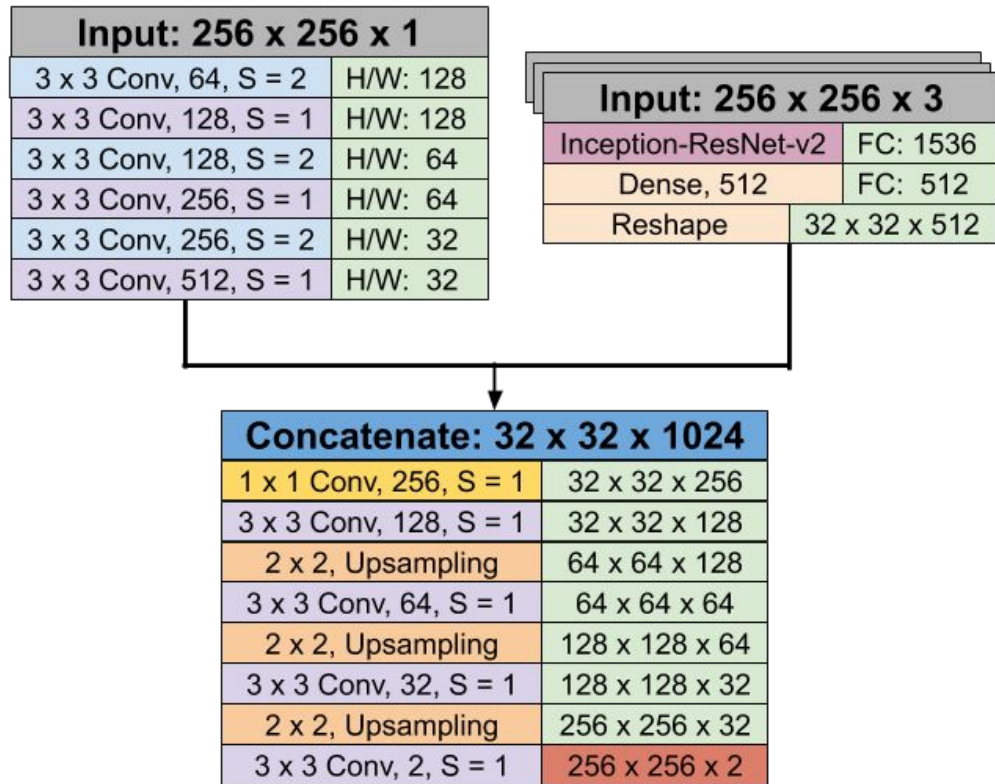 Input: 256 x 256 x 1
3 x 3 Conv, 64, S = 2 H/W: 128
3 x 3 Conv, 128, S = 1 H/W: 128
3 x 3 Conv, 128, S = 2 H/W: 64
3 x 3 Conv, 256, S = 1 H/W: 64
3 x 3 Conv, 256, S = 2 H/W: 32
3 x 3 Conv, 512, S = 1 H/W: 32
Input: 256 x 256 x 3
Inception-ResNet-v2 FC: 1536
Dense, 512 FC: 512
Reshape 32 x 32 x 512
Concatenate: 32 x 32 x 1024
1 x 1 Conv, 256, S = 1 32 x 32 x 256
3 x 3 Conv, 128, S = 1 32 x 32 x 128
2 x 2, Upsampling 64 x 64 x 128
3 x 3 Conv, 64, S = 1 64 x 64 x 64
2 x 2, Upsampling 128 x 128 x 64
3 x 3 Conv, 32, S = 1 128 x 128 x 32
2 x 2, Upsampling 256 x 256 x 32
3 x 3 Conv, 2, S = 1 256 x 256 x 2